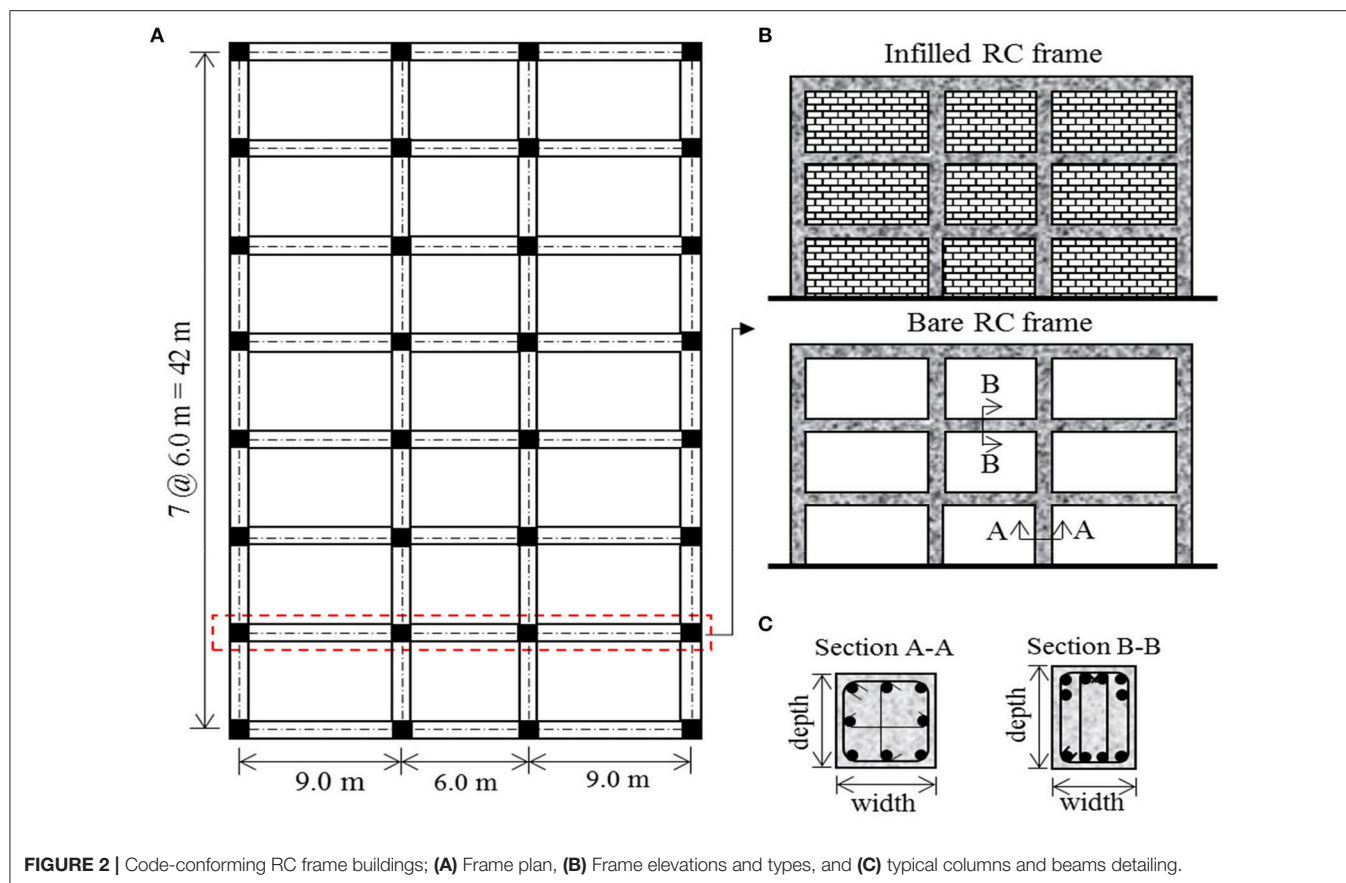 A
7 @ 6.0 m = 42 m
9.0 m
6.0 m
9.0 m
B
Infilled RC frame
Bare RC frame
B
B
A
A
C
Section A-A
Section B-B
depth
width
depth
width
FIGURE 2 | Code-conforming RC frame buildings; (A) Frame plan, (B) Frame elevations and types, and (C) typical columns and beams detailing.